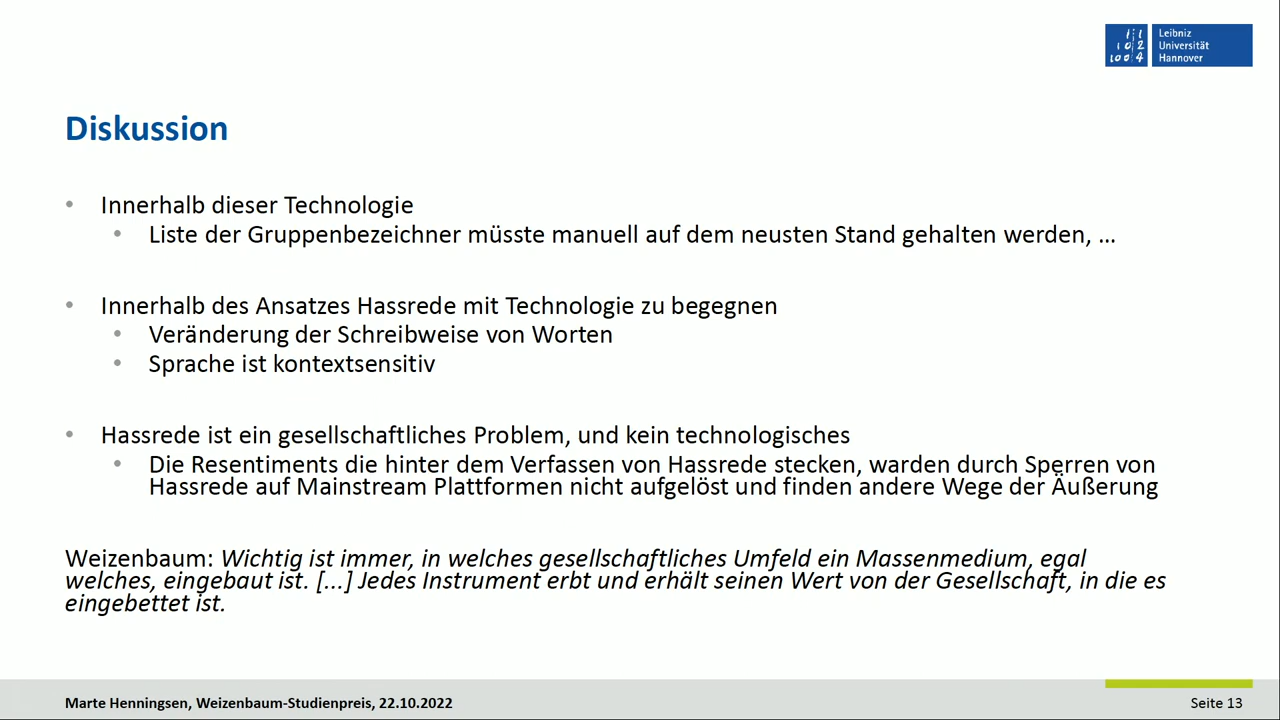 Leibniz
Universität
Hannover
Diskussion
• Innerhalb dieser Technologie
• Liste der Gruppenbezeichner müsste manuell auf dem neusten Stand gehalten werden, ...
• Innerhalb des Ansatzes Hassrede mit Technologie zu begegnen
• Veränderung der Schreibweise von Worten
• Sprache ist kontextsensitiv
• Hassrede ist ein gesellschaftliches Problem, und kein technologisches
• Die Resentiments die hinter dem Verfassen von Hassrede stecken, warden durch Sperren von
Hassrede auf Mainstream Plattformen nicht aufgelöst und finden andere Wege der Äußerung
Weizenbaum: Wichtig ist immer, in welches gesellschaftliches Umfeld ein Massenmedium, egal
welches, eingebaut ist. [...] Jedes Instrument erbt und erhält seinen Wert von der Gesellschaft, in die es
eingebettet ist.
Marte Henningsen, Weizenbaum-Studienpreis, 22.10.2022
Seite 13